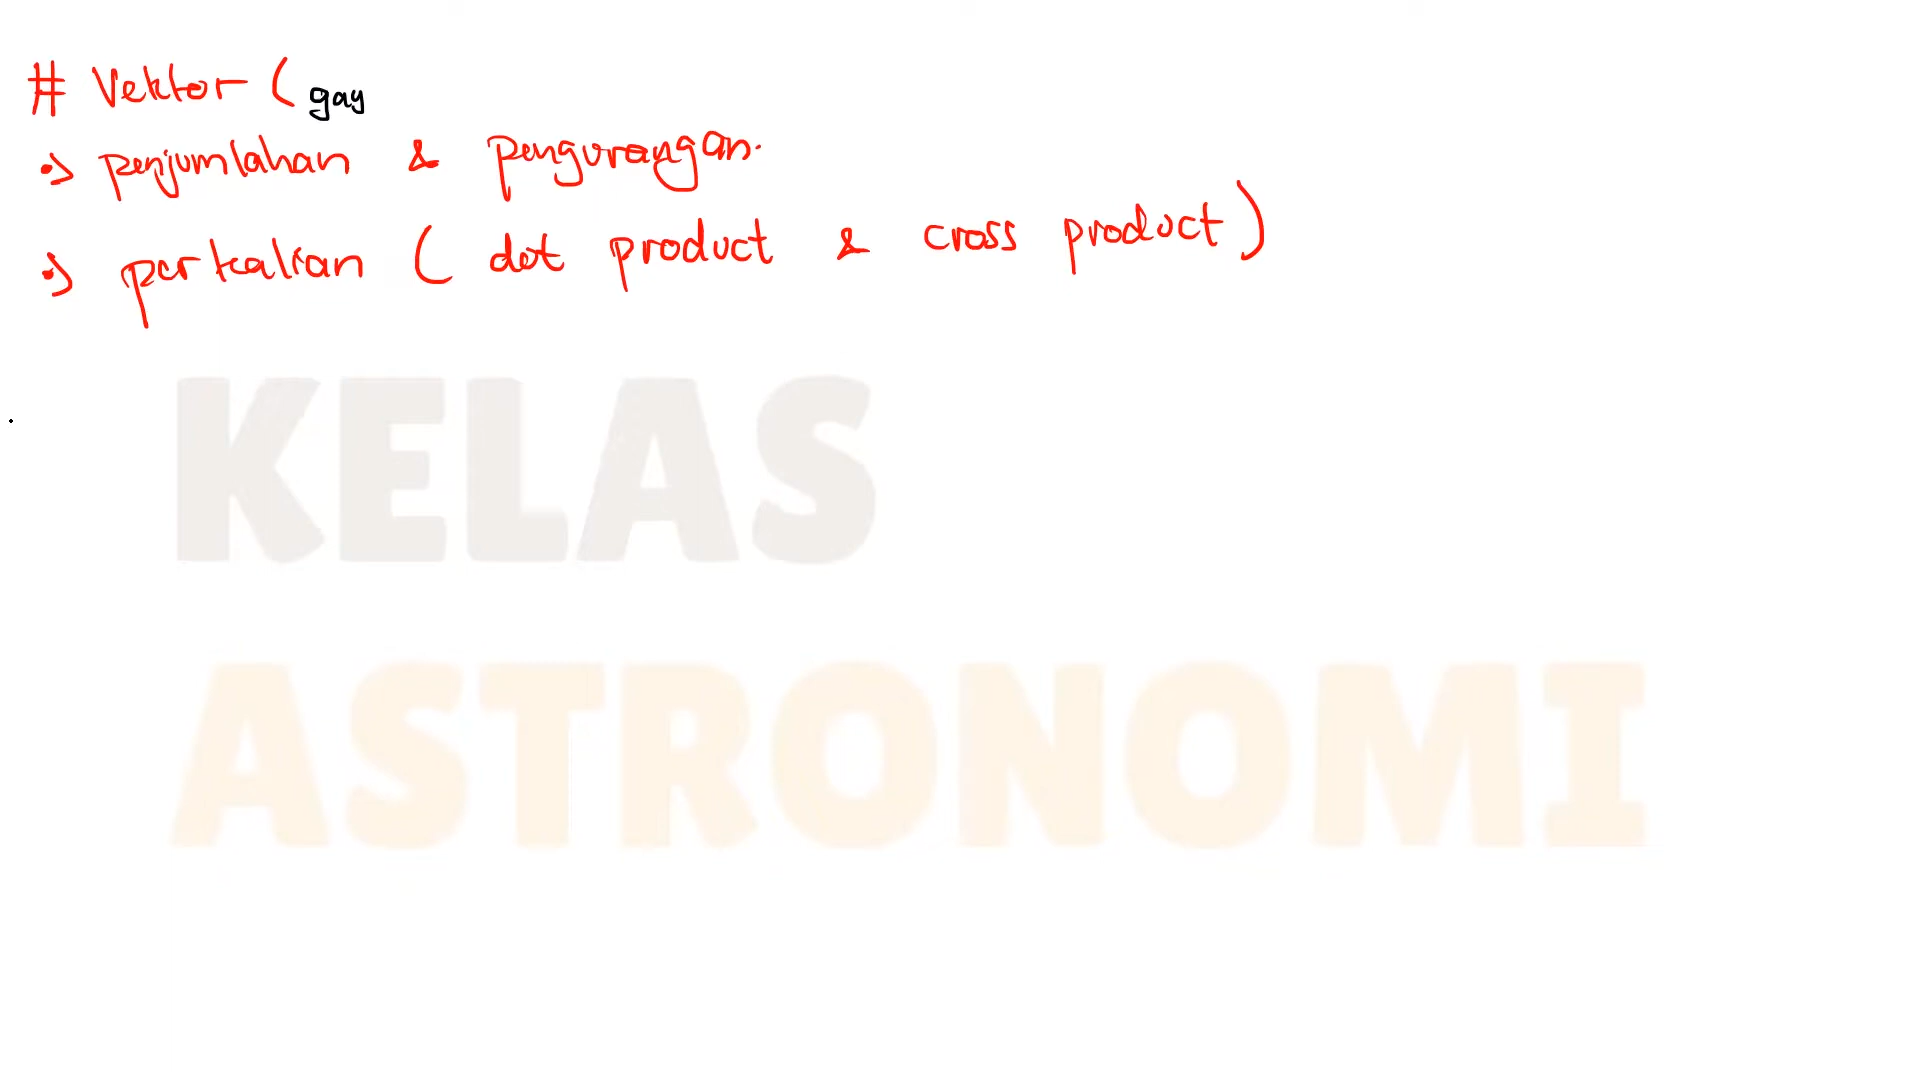 # Vektor ( gay
→ penjumlahan & pengurangan.
→ perkalian ( dot product & cross product )
KELAS
ASTRONOMI